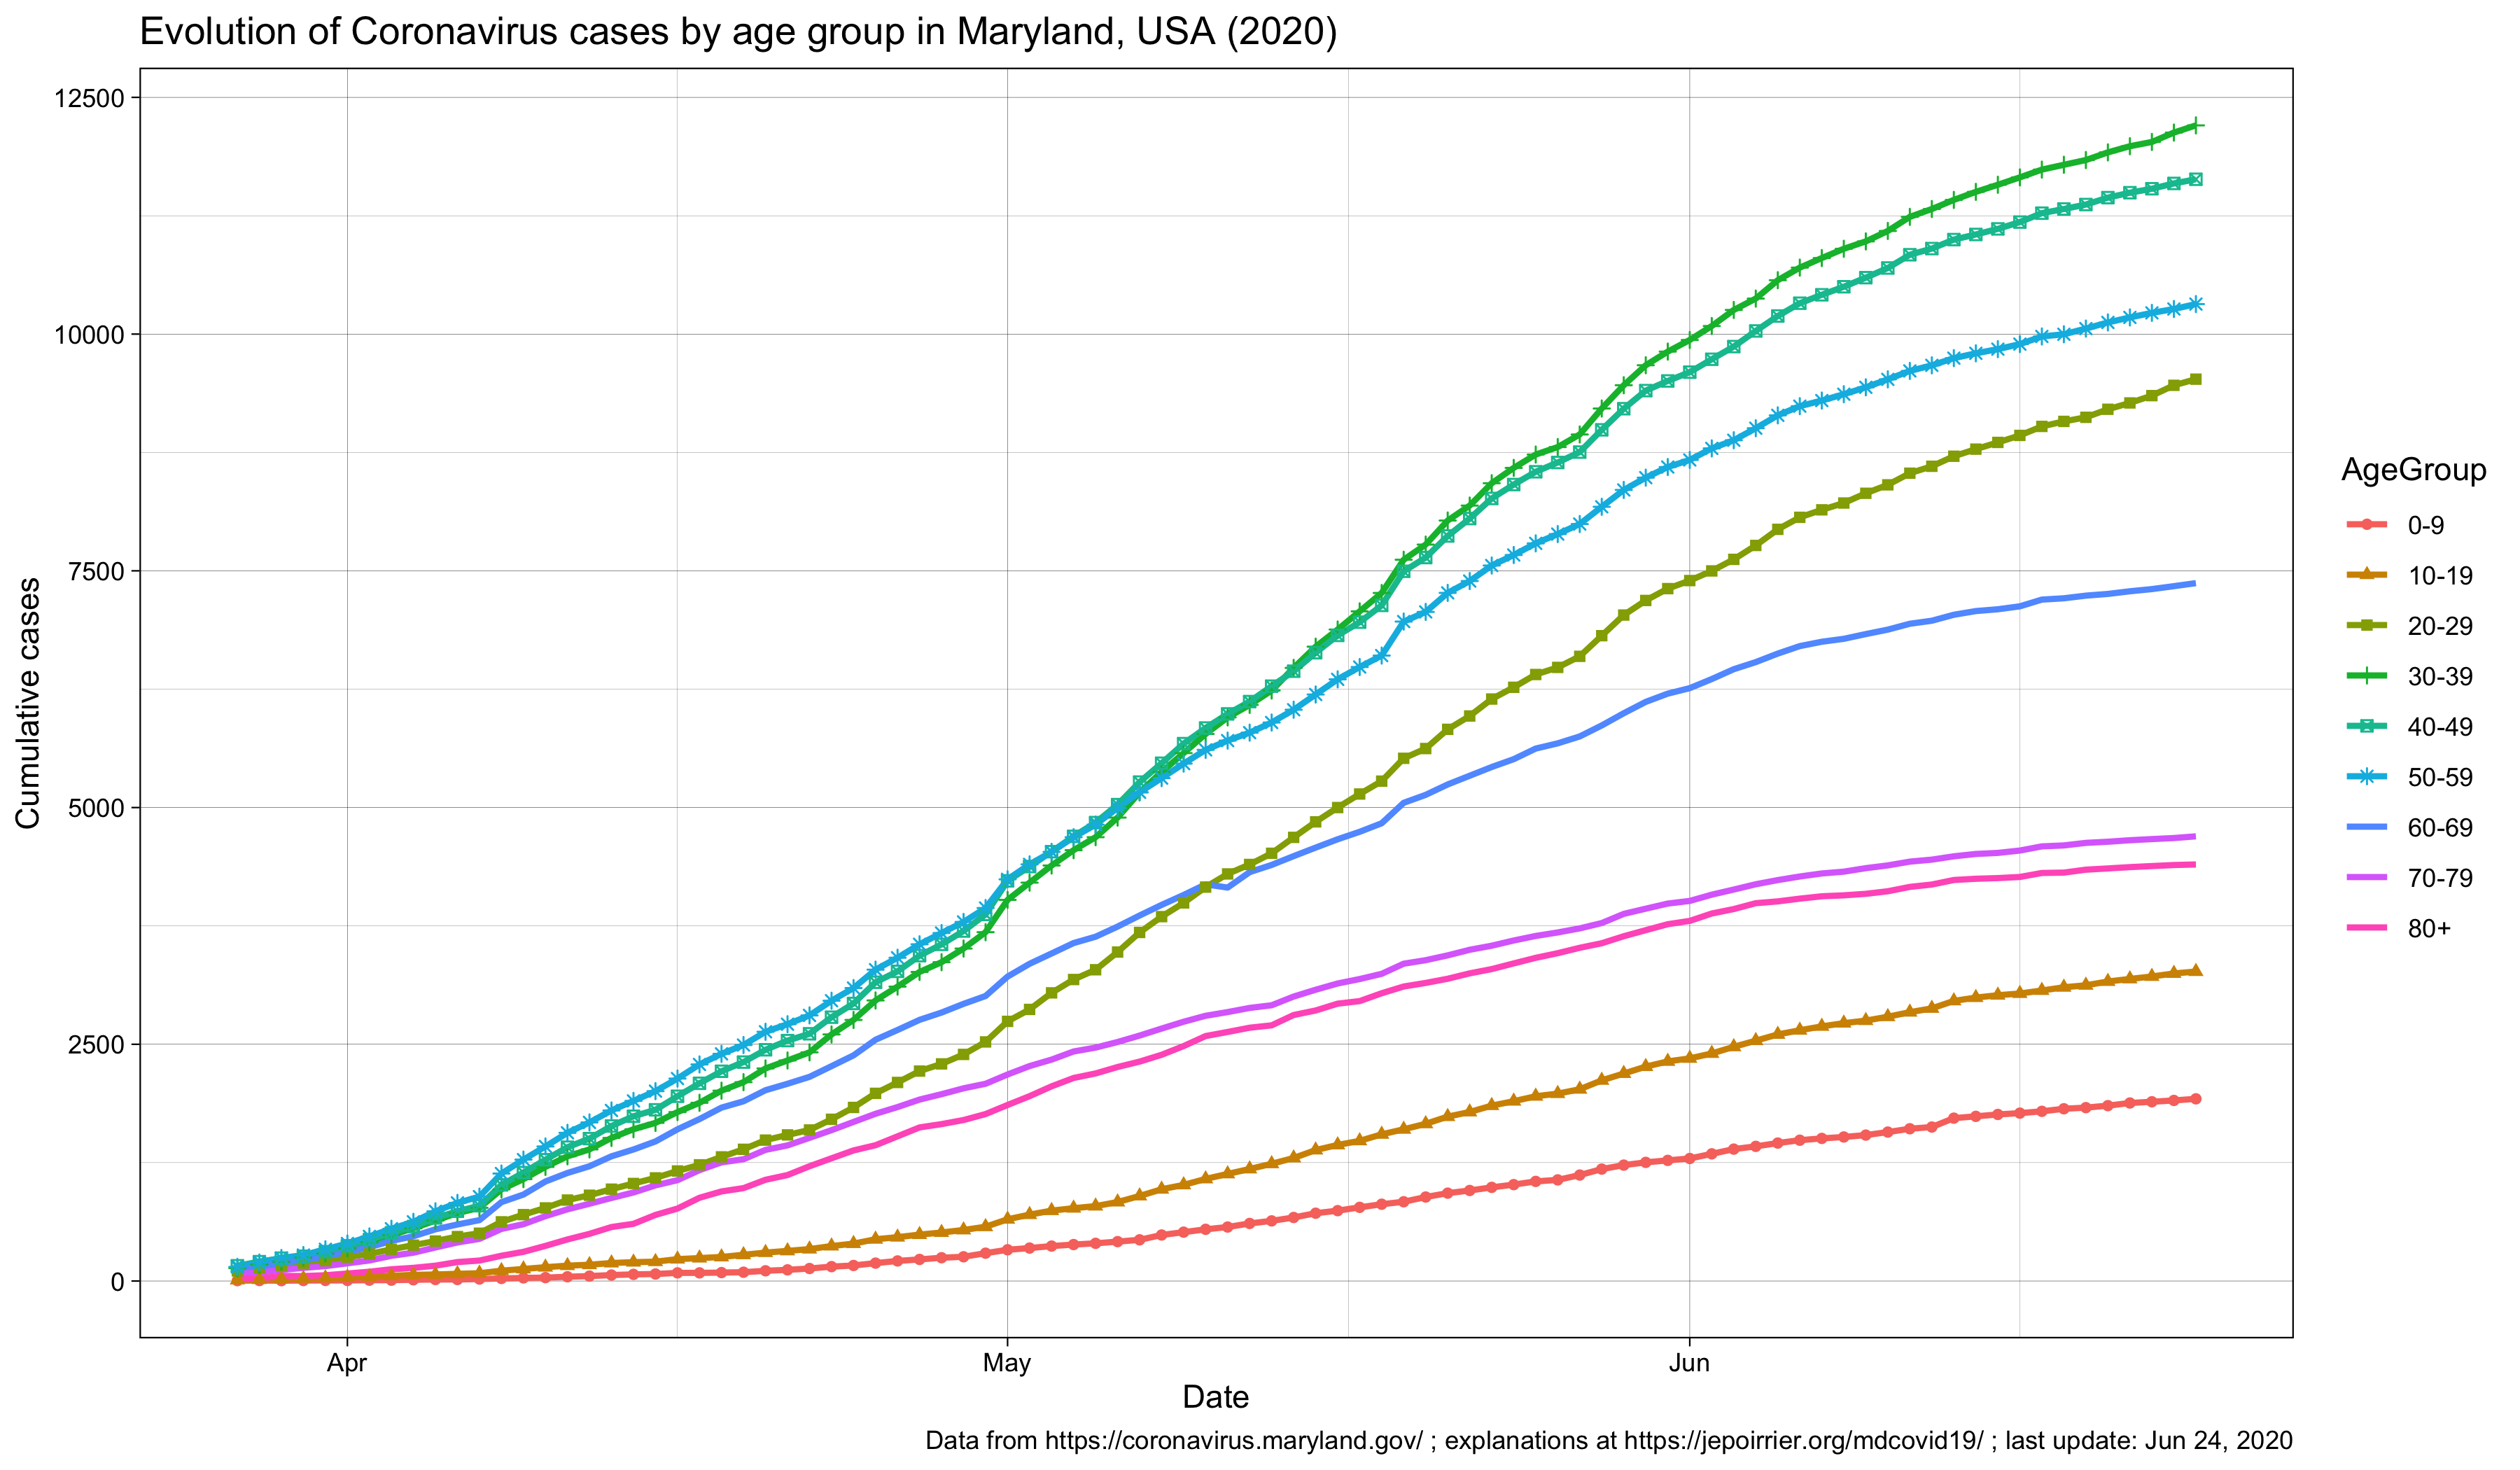 Evolution of Coronavirus cases by age group in Maryland, USA (2020)
12500
10000
7500
5000
2500
0
Cumulative cases
Apr
May
Jun
Date
AgeGroup
0-9
10-19
20-29
30-39
40-49
50-59
60-69
70-79
80+
Data from https://coronavirus.maryland.gov/ ; explanations at https://jepoirrier.org/mdcovid19/ ; last update: Jun 24, 2020